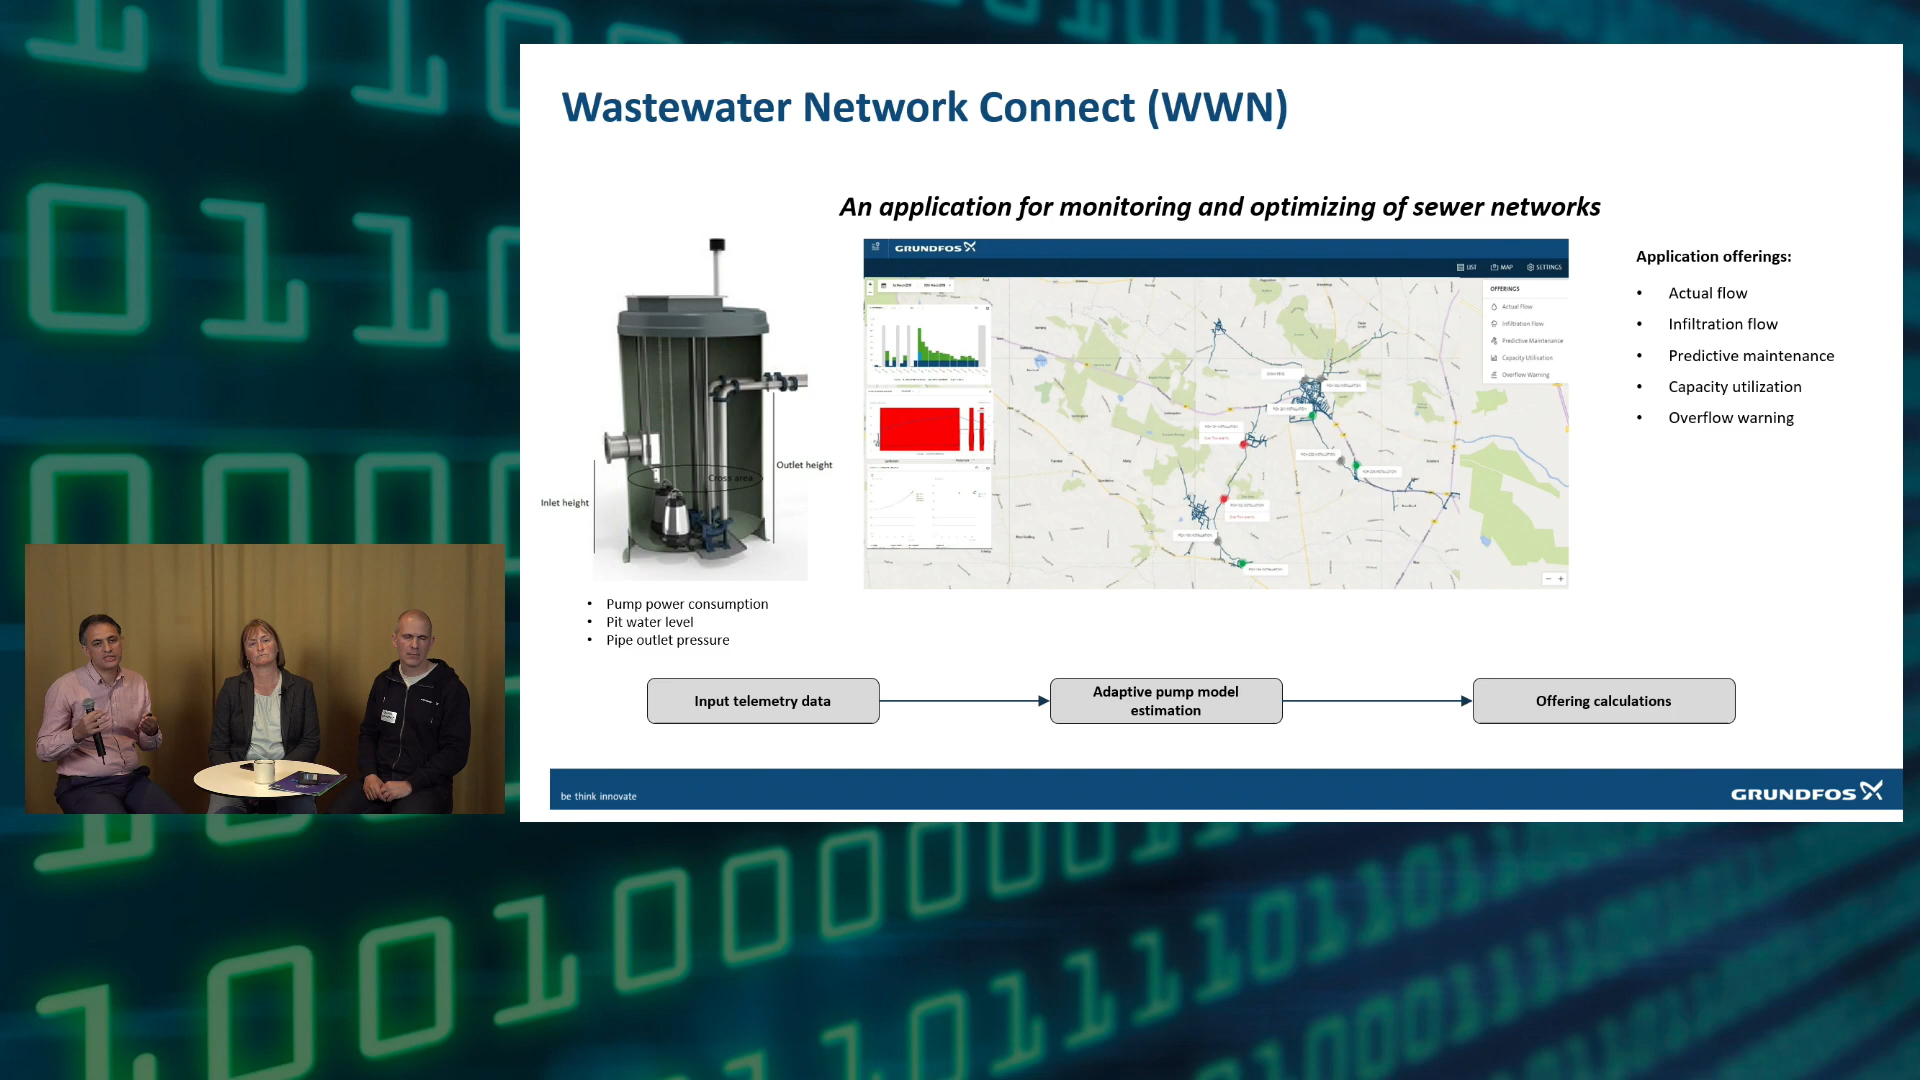 Wastewater Network Connect (WWN)
An application for monitoring and optimizing of sewer networks
GRUNDFOS
LIST
MAP
SETTINGS
OFFERINGS
Actual Flow
Infiltration Flow
Predictive Maintenance
Capacity Utilisation
Overflow Warning
Outlet height
Cross area
Inlet height
Application offerings:
• Actual flow
• Infiltration flow
• Predictive maintenance
• Capacity utilization
• Overflow warning
• Pump power consumption
• Pit water level
• Pipe outlet pressure
Input telemetry data
Adaptive pump model
estimation
Offering calculations
be think innovate
GRUNDFOS